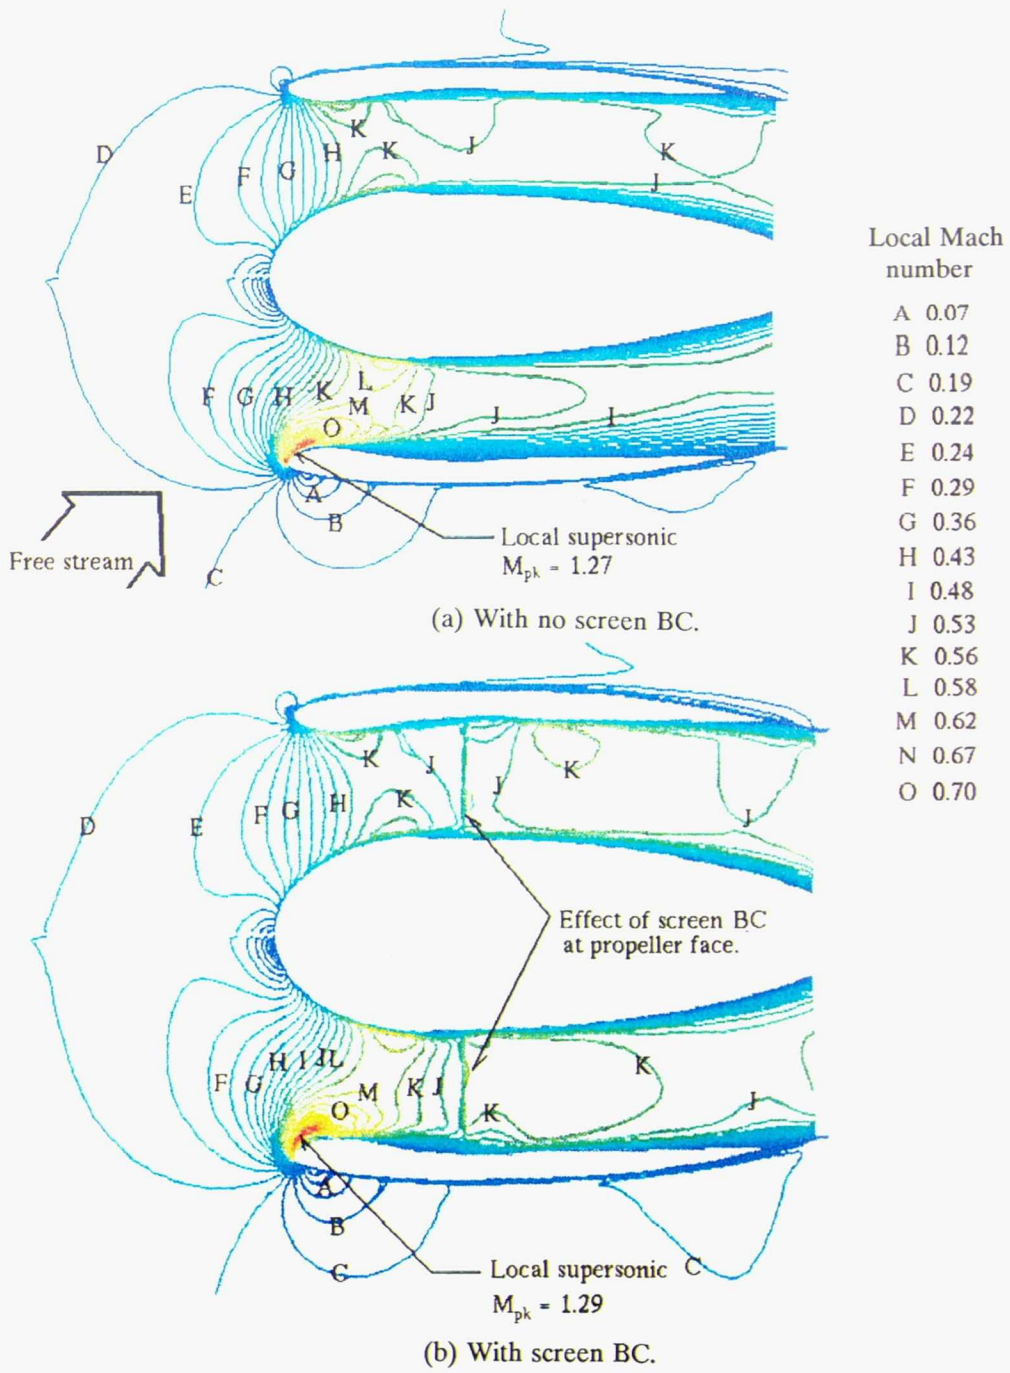 K
D
H
K
J
K
F
G
E
J
Local Mach
number
A 0.07
B 0.12
C 0.19
D 0.22
E 0.24
F 0.29
G 0.36
H 0.43
I 0.48
J 0.53
K 0.56
L 0.58
M 0.62
N 0.67
O 0.70
L
F G H K M K J
J I
O
A
B
Free stream
C
Local supersonic
Mpk = 1.27
(a) With no screen BC.
K J
K
J
D E F G H K
J
Effect of screen BC
at propeller face.
H I J L
F G M K J
K
O
K
J
A
B
C
C
Local supersonic
Mpk = 1.29
(b) With screen BC.